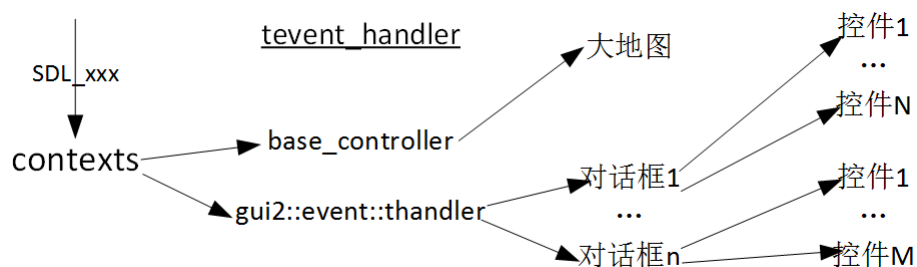 tevent_handler
SDL_xxx
contexts
base_controller
gui2::event::thandler
大地图
对话框1
...
对话框n
控件1
...
控件N
控件1
...
控件M